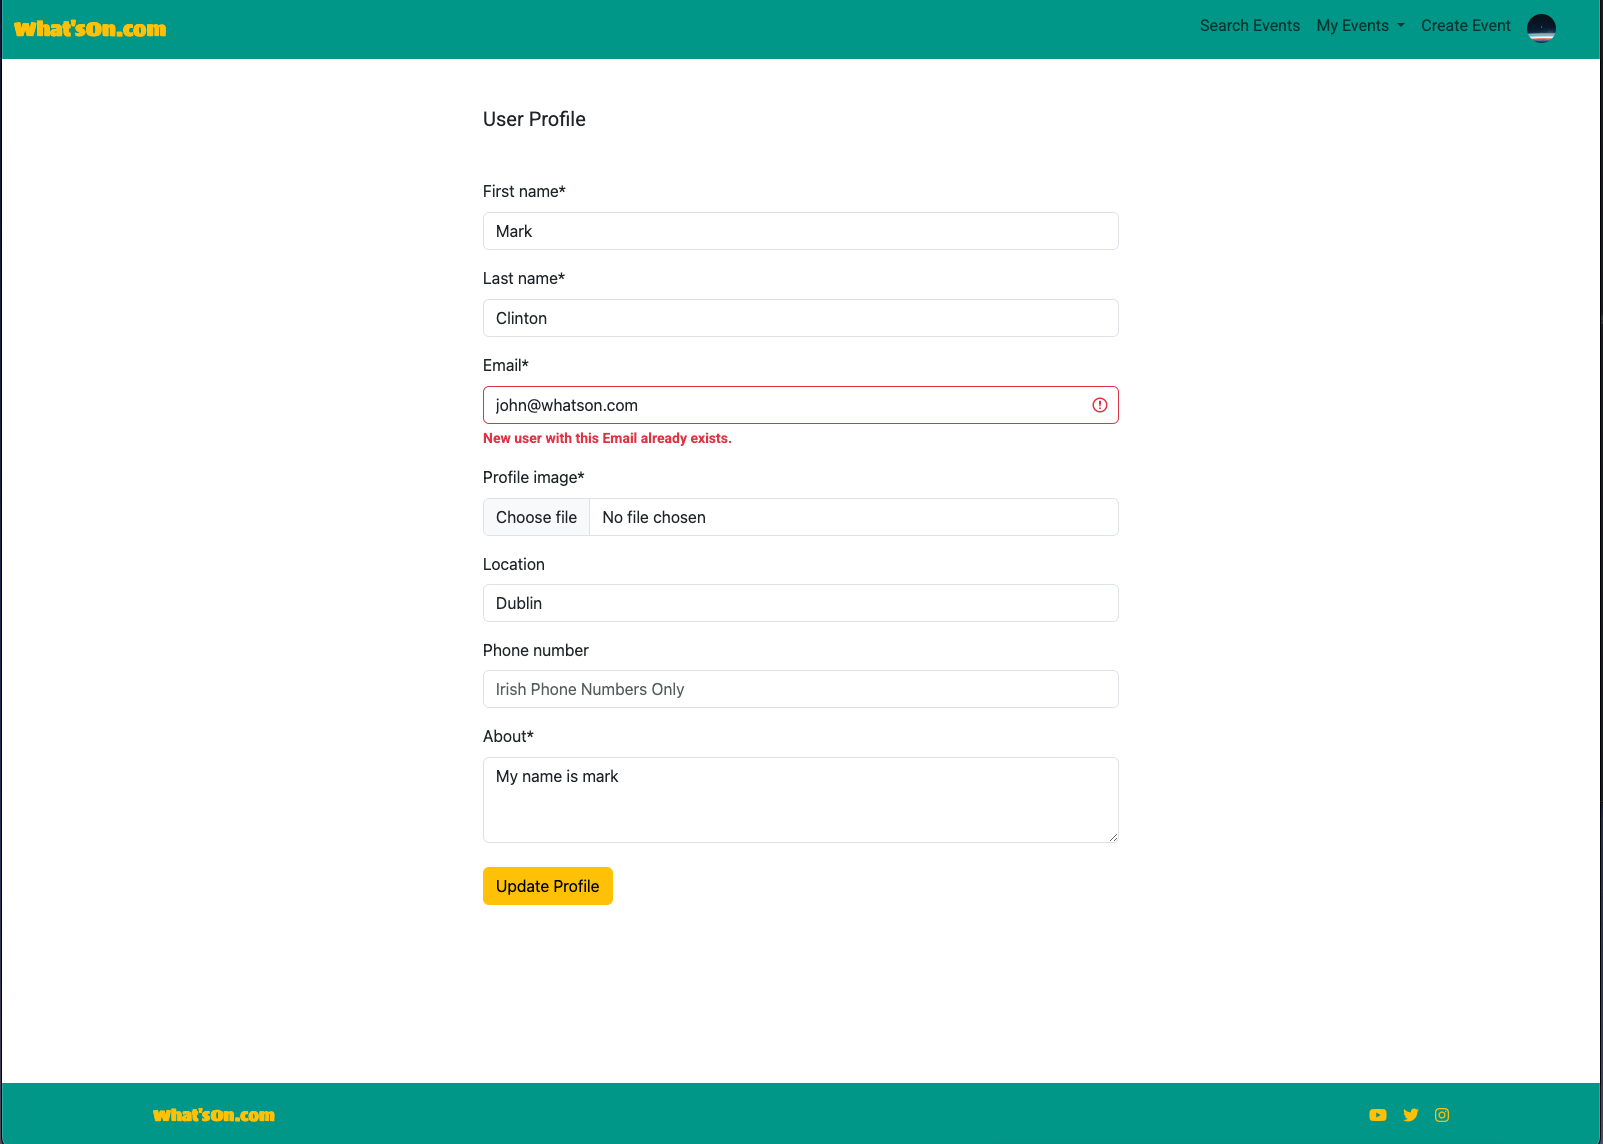 What'sOn.com
Search Events My Events Create Event
User Profile
First name*
Mark
Last name*
Clinton
Email*
john@whatson.com
New user with this Email already exists.
Profile image*
Choose file No file chosen
Location
Dublin
Phone number
Irish Phone Numbers Only
About*
My name is mark
Update Profile
What'sOn.com